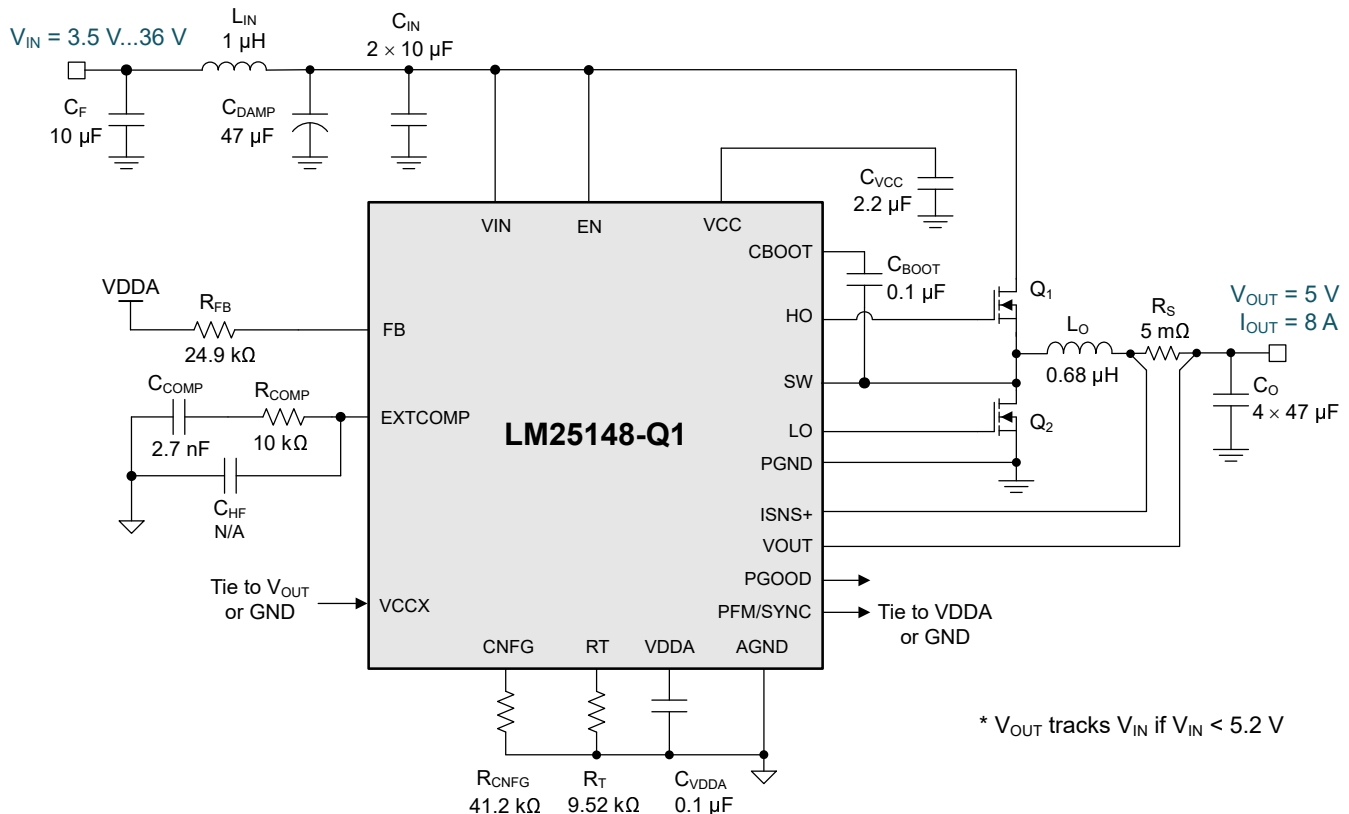 V_IN = 3.5 V...36 V
L_IN
1 µH
C_IN
2 × 10 µF
C_F
10 µF
C_DAMP
47 µF
C_VCC
2.2 µF
VIN
EN
VCC
CBOOT
C_BOOT
0.1 µF
VDDA
R_FB
24.9 kΩ
FB
HO
Q_1
V_OUT = 5 V
I_OUT = 8 A
L_O
0.68 µH
R_S
5 mΩ
C_O
4 × 47 µF
C_COMP
2.7 nF
R_COMP
10 kΩ
EXTCOMP
LM25148-Q1
SW
LO
Q_2
PGND
C_HF
N/A
ISNS+
VOUT
PGOOD
Tie to V_OUT
or GND
VCCX
PFM/SYNC
Tie to VDDA
or GND
CNFG
RT
VDDA
AGND
* V_OUT tracks V_IN if V_IN < 5.2 V
R_CNFG
41.2 kΩ
R_T
9.52 kΩ
C_VDDA
0.1 µF